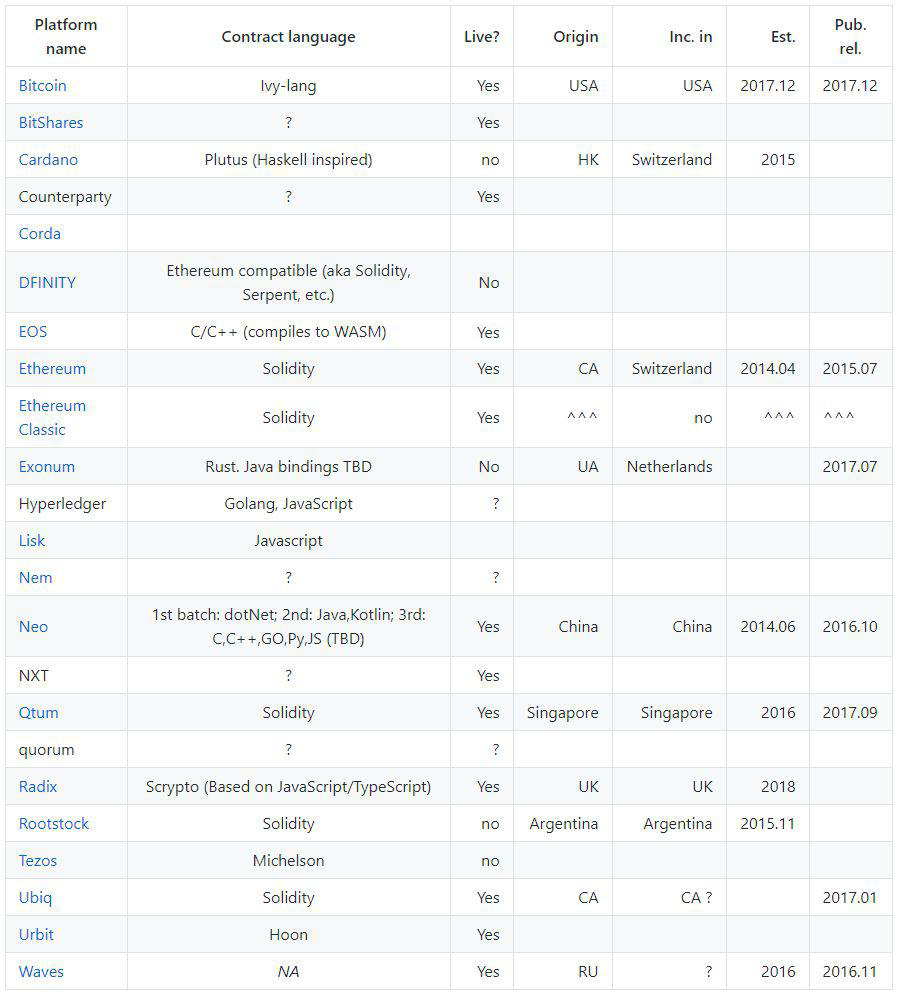 Platform name Contract language Live? Origin Inc. in Est. Pub. rel.
Bitcoin Ivy-lang Yes USA USA 2017.12 2017.12
BitShares ? Yes
Cardano Plutus (Haskell inspired) no HK Switzerland 2015
Counterparty ? Yes
Corda
DFINITY Ethereum compatible (aka Solidity, Serpent, etc.) No
EOS C/C++ (compiles to WASM) Yes
Ethereum Solidity Yes CA Switzerland 2014.04 2015.07
Ethereum Classic Solidity Yes ^^^ no ^^^ ^^^
Exonum Rust. Java bindings TBD No UA Netherlands 2017.07
Hyperledger Golang, JavaScript ?
Lisk Javascript
Nem ? ?
Neo 1st batch: dotNet; 2nd: Java,Kotlin; 3rd: C,C++,GO,Py,JS (TBD) Yes China China 2014.06 2016.10
NXT ? Yes
Qtum Solidity Yes Singapore Singapore 2016 2017.09
quorum ? ?
Radix Scrypto (Based on JavaScript/TypeScript) Yes UK UK 2018
Rootstock Solidity no Argentina Argentina 2015.11
Tezos Michelson no
Ubiq Solidity Yes CA CA ? 2017.01
Urbit Hoon Yes
Waves NA Yes RU ? 2016 2016.11